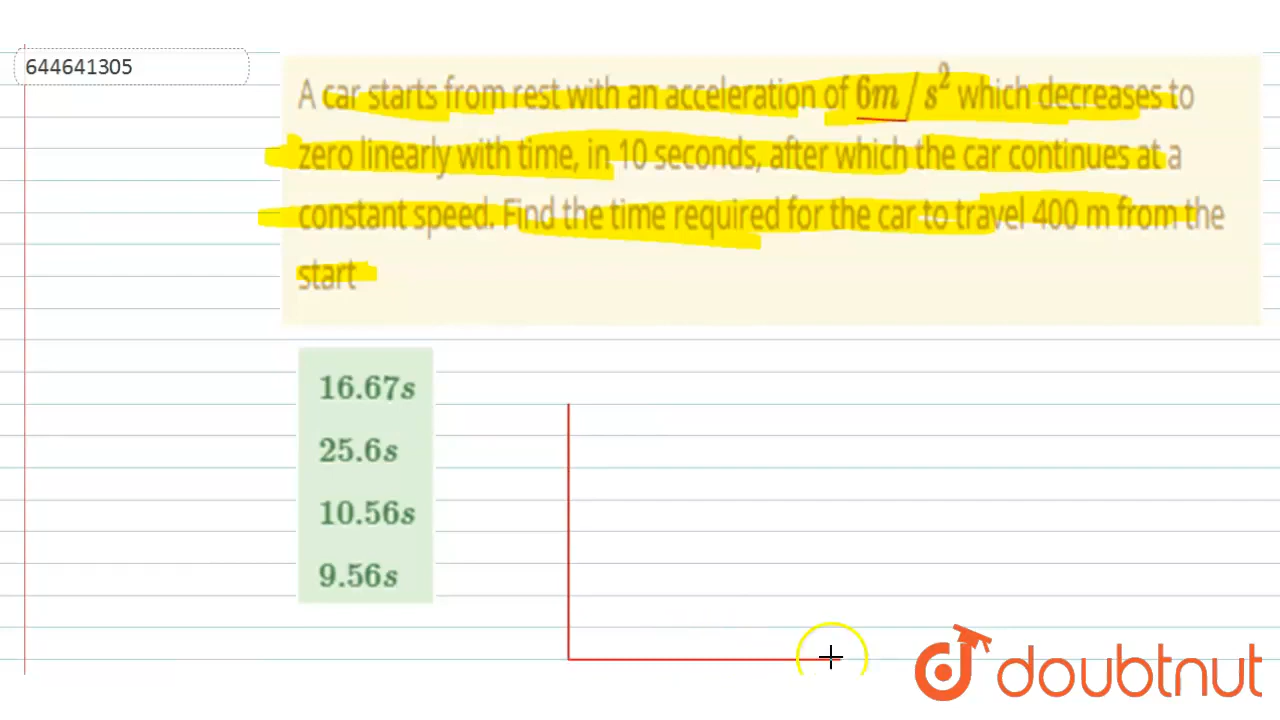 644641305
A car starts from rest with an acceleration of 6m/s² which decreases to
zero linearly with time, in 10 seconds, after which the car continues at a
constant speed. Find the time required for the car to travel 400 m from the
start
16.67s
25.6s
10.56s
9.56s
doubtnut